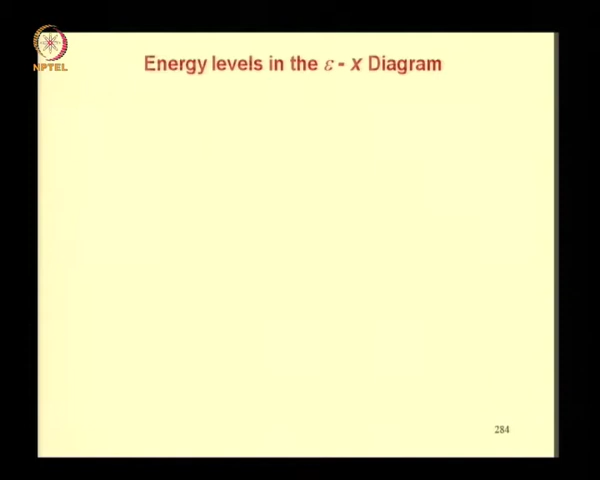 NPTEL
Energy levels in the ε - x Diagram
284